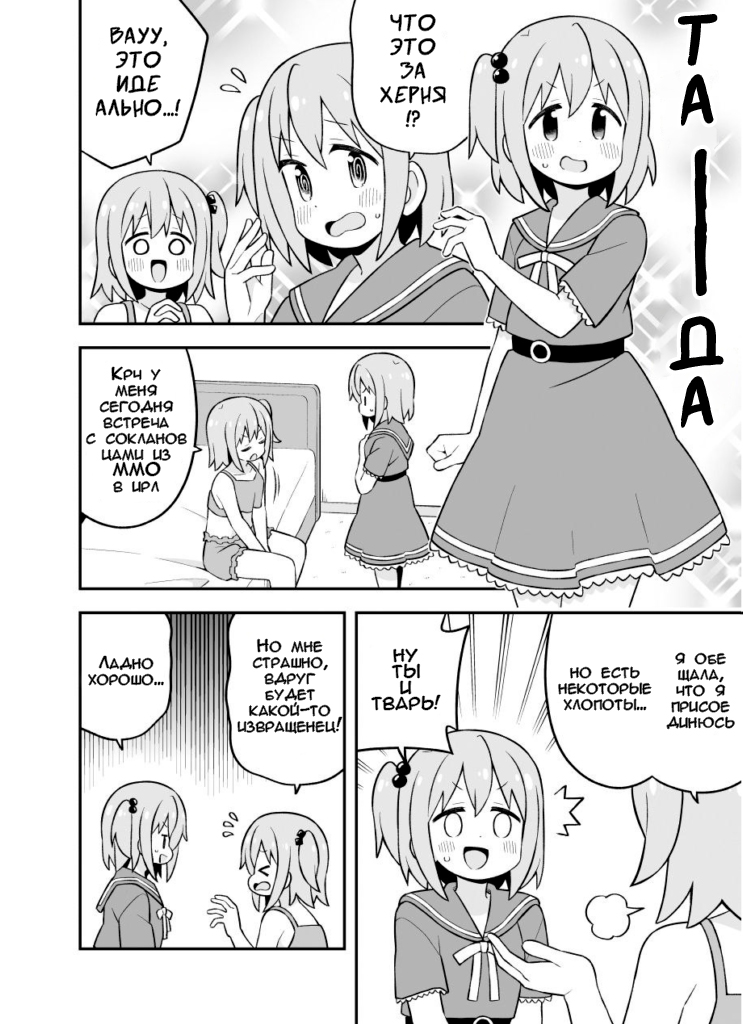 ТА—ДА
ЧТО
ЭТО
ЗА
ХЕРНЯ
!?
ВАУУ,
ЭТО
ИДЕ
АЛЬНО...!
КРЧ У
МЕНЯ
СЕГОДНЯ
ВСТРЕЧА
С СОКЛАНОВ
ЦАМИ ИЗ
ММО
В ИРЛ
Я ОБЕ
ЩАЛА,
ЧТО Я
ПРИСОЕ
ДИНЮСЬ
НО ЕСТЬ
НЕКОТОРЫЕ
ХЛОПОТЫ...
НУ
ТЫ
И
ТВАРЬ!
НО МНЕ
СТРАШНО,
ВДРУГ
БУДЕТ
КАКОЙ-ТО
ИЗВРАЩЕНЕЦ!
ЛАДНО
ХОРОШО...